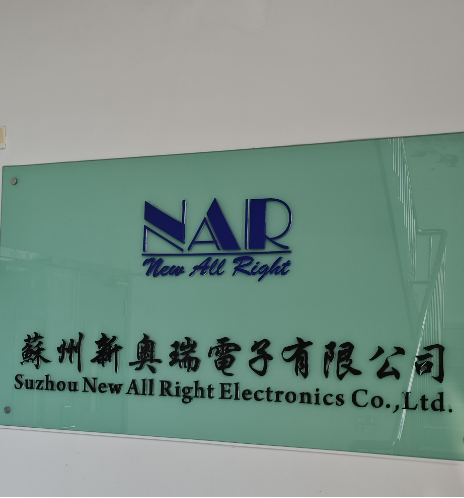 NAR
New All Right
蘇州新奥瑞電子有限公司
Suzhou New All Right Electronics Co.,Ltd.